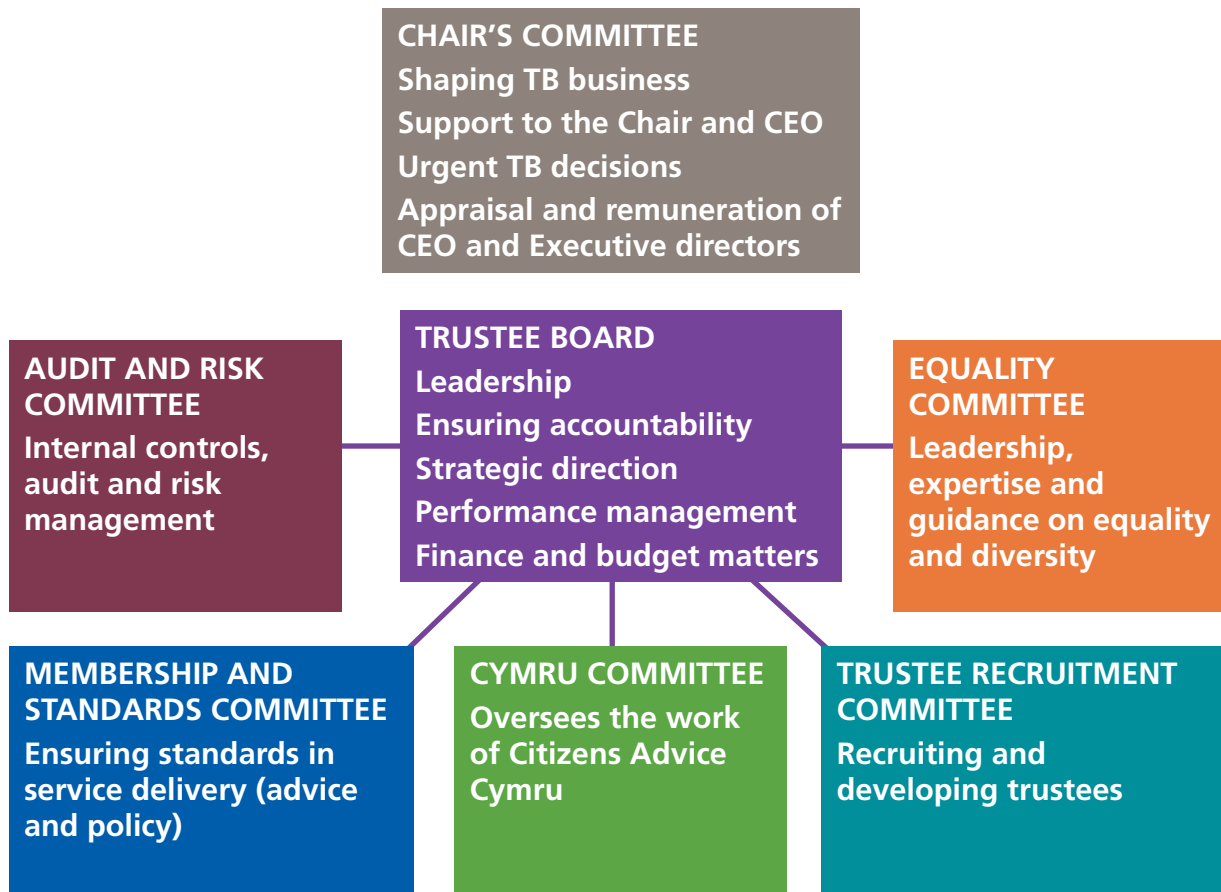 CHAIR'S COMMITTEE
Shaping TB business
Support to the Chair and CEO
Urgent TB decisions
Appraisal and remuneration of
CEO and Executive directors
AUDIT AND RISK
COMMITTEE
Internal controls,
audit and risk
management
TRUSTEE BOARD
Leadership
Ensuring accountability
Strategic direction
Performance management
Finance and budget matters
EQUALITY
COMMITTEE
Leadership,
expertise and
guidance on equality
and diversity
MEMBERSHIP AND
STANDARDS COMMITTEE
Ensuring standards in
service delivery (advice
and policy)
CYMRU COMMITTEE
Oversees the work
of Citizens Advice
Cymru
TRUSTEE RECRUITMENT
COMMITTEE
Recruiting and
developing trustees